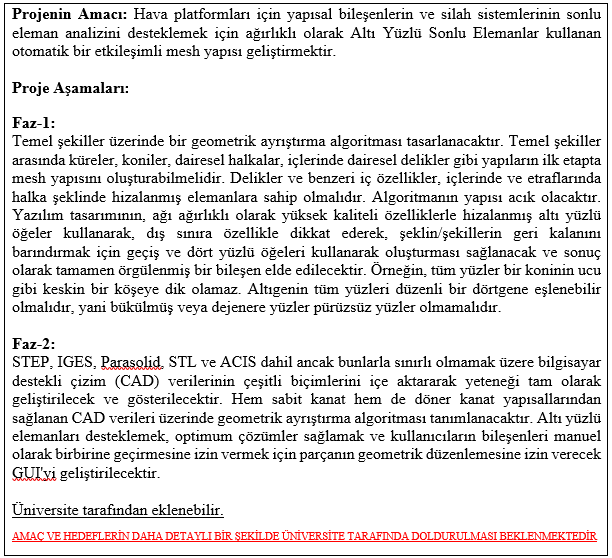 Projenin Amacı: Hava platformları için yapısal bileşenlerin ve silah sistemlerinin sonlu
eleman analizini desteklemek için ağırlıklı olarak Altı Yüzlü Sonlu Elemanlar kullanan
otomatik bir etkileşimli mesh yapısı geliştirmektir.
Proje Aşamaları:
Faz-1:
Temel şekiller üzerinde bir geometrik ayrıştırma algoritması tasarlanacaktır. Temel şekiller
arasında küreler, koniler, dairesel halkalar, içlerinde dairesel delikler gibi yapıların ilk etapta
mesh yapısını oluşturabilmelidir. Delikler ve benzeri iç özellikler, içlerinde ve etraflarında
halka şeklinde hizalanmış elemanlara sahip olmalıdır. Algoritmanın yapısı acık olacaktır.
Yazılım tasarımının, ağı ağırlıklı olarak yüksek kaliteli özelliklerle hizalanmış altı yüzlü
öğeler kullanarak, dış sınıra özellikle dikkat ederek, şeklin/şekillerin geri kalanını
barındırmak için geçiş ve dört yüzlü öğeleri kullanarak oluşturması sağlanacak ve sonuç
olarak tamamen örgülenmiş bir bileşen elde edilecektir. Örneğin, tüm yüzler bir koninin ucu
gibi keskin bir köşeye dik olamaz. Altıgenin tüm yüzleri düzenli bir dörtgene eşlenebilir
olmalıdır, yani bükülmüş veya dejenere yüzler pürüzsüz yüzler olmamalıdır.
Faz-2:
STEP, IGES, Parasolid, STL ve ACIS dahil ancak bunlarla sınırlı olmamak üzere bilgisayar
destekli çizim (CAD) verilerinin çeşitli biçimlerini içe aktararak yeteneği tam olarak
geliştirilecek ve gösterilecektir. Hem sabit kanat hem de döner kanat yapısallarından
sağlanan CAD verileri üzerinde geometrik ayrıştırma algoritması tanımlanacaktır. Altı yüzlü
elemanları desteklemek, optimum çözümler sağlamak ve kullanıcıların bileşenleri manuel
olarak birbirine geçirmesine izin vermek için parçanın geometrik düzenlemesine izin verecek
GUI'yi geliştirilecektir.
Üniversite tarafından eklenebilir.
AMAÇ VE HEDEFLERİN DAHA DETAYLI BİR ŞEKİLDE ÜNİVERSİTE TARAFINDA DOLDURULMASI BEKLENMEKTEDİR